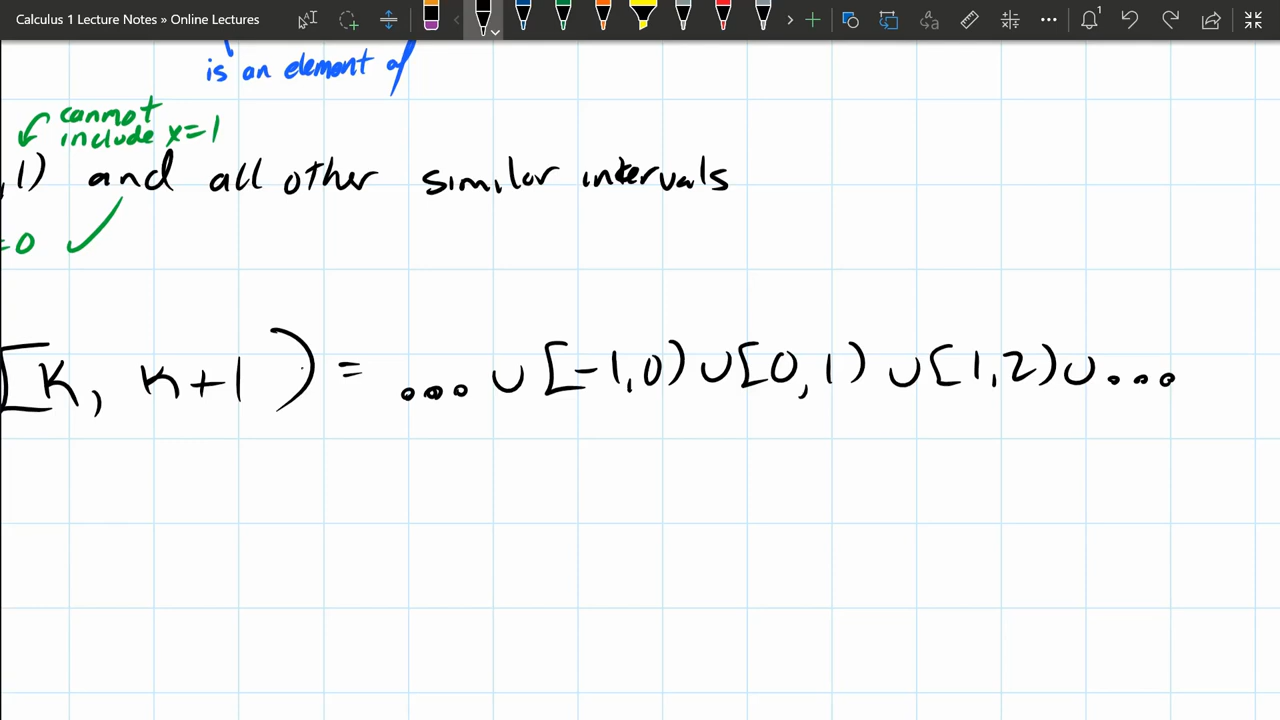 Calculus 1 Lecture Notes » Online Lectures
is an element of
cannot
include x=1
, 1) and all other similar intervals
=0 ✓
[K, K+1) = ... ∪ [-1,0) ∪ [0,1) ∪ [1,2) ∪ ...